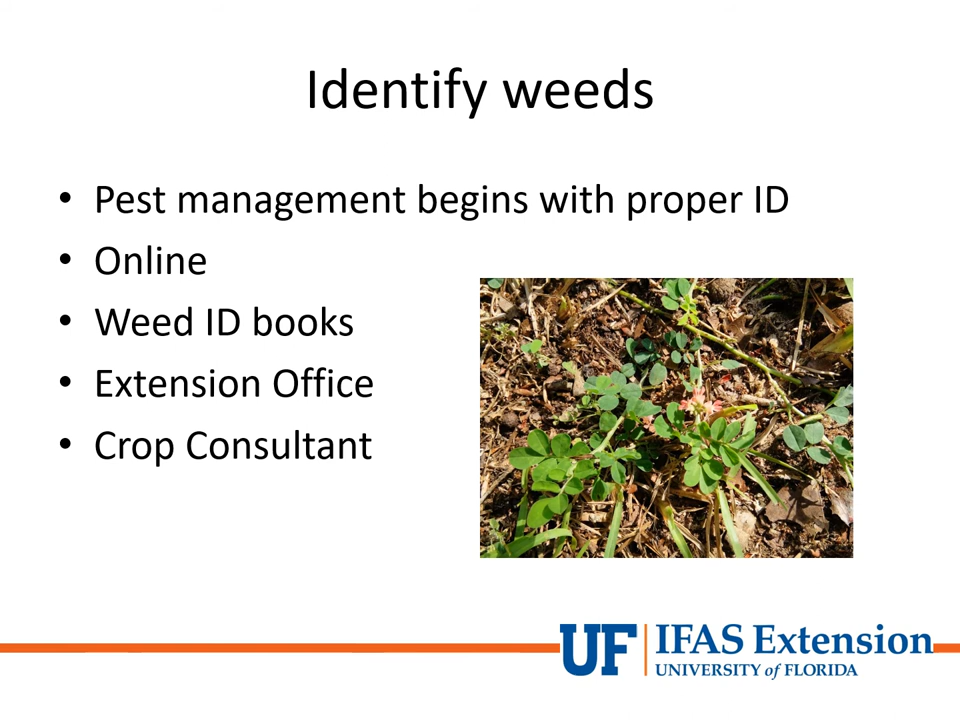 Identify weeds
• Pest management begins with proper ID
• Online
• Weed ID books
• Extension Office
• Crop Consultant
UF IFAS Extension
UNIVERSITY of FLORIDA